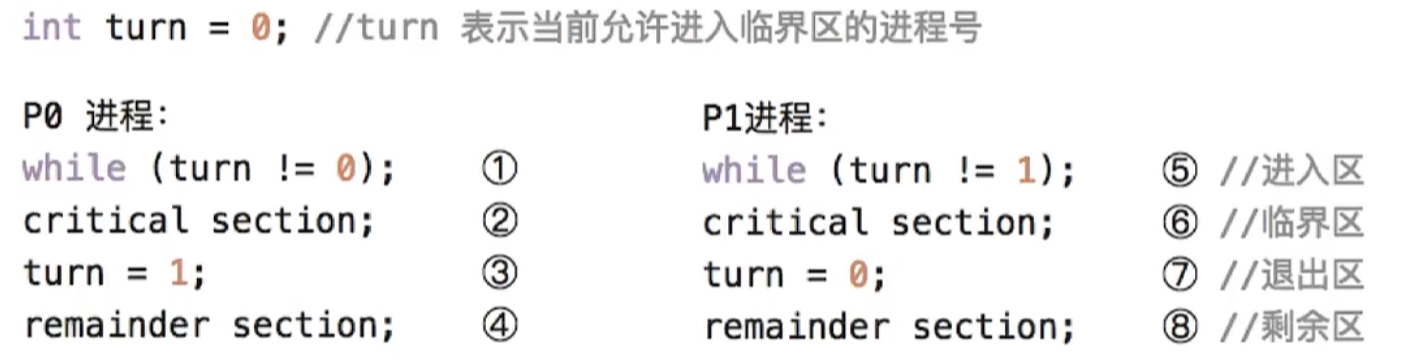 int turn = 0; //turn 表示当前允许进入临界区的进程号
P0 进程:
while (turn != 0); ①
critical section; ②
turn = 1; ③
remainder section; ④
P1进程:
while (turn != 1); ⑤ //进入区
critical section; ⑥ //临界区
turn = 0; ⑦ //退出区
remainder section; ⑧ //剩余区